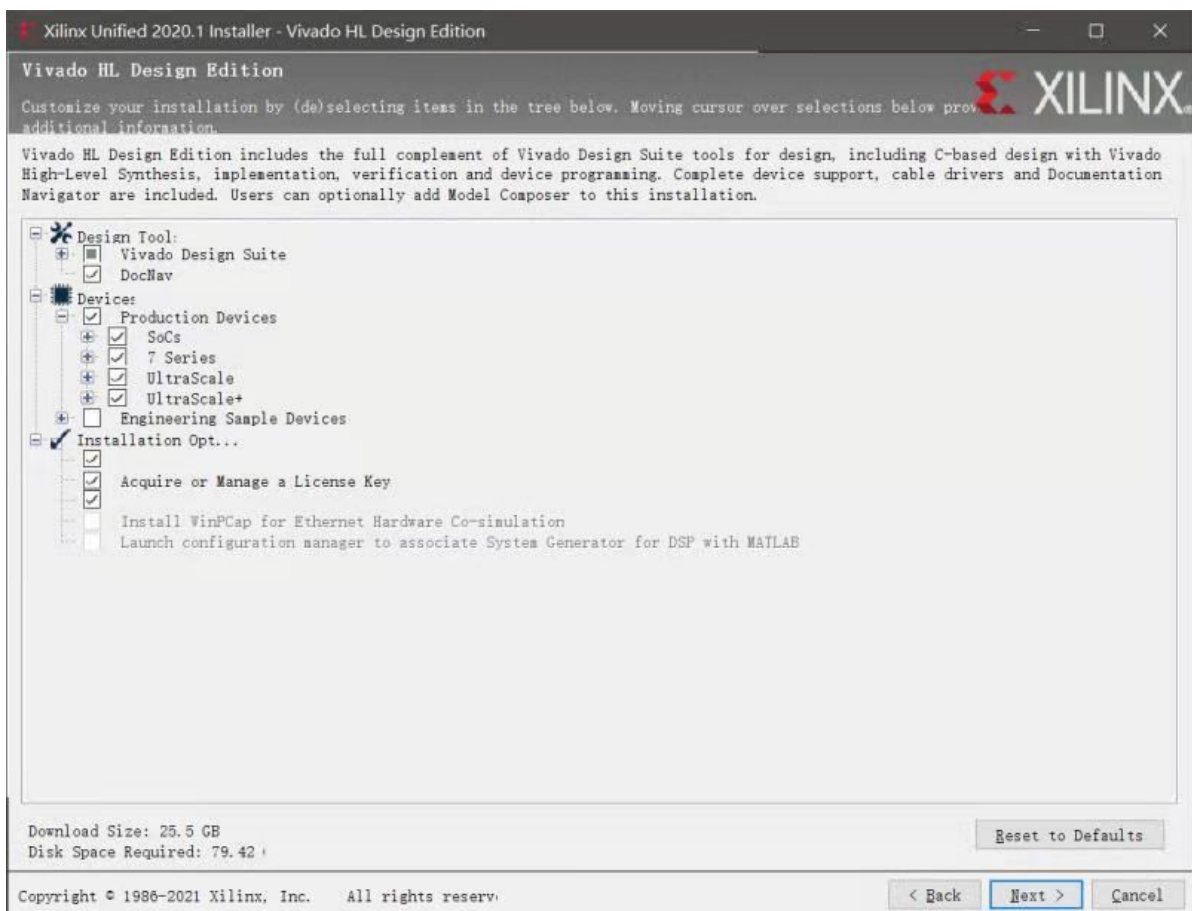 Xilinx Unified 2020.1 Installer - Vivado HL Design Edition
Vivado HL Design Edition
XILINX
Customize your installation by (de)selecting items in the tree below. Moving cursor over selections below prov
additional information.
Vivado HL Design Edition includes the full complement of Vivado Design Suite tools for design, including C-based design with Vivado
High-Level Synthesis, implementation, verification and device programming. Complete device support, cable drivers and Documentation
Navigator are included. Users can optionally add Model Composer to this installation.
Design Tool:
Vivado Design Suite
DocNav
Devices
Production Devices
SoCs
7 Series
UltraScale
UltraScale+
Engineering Sample Devices
Installation Opt...
Acquire or Manage a License Key
Install WinPCap for Ethernet Hardware Co-simulation
Launch configuration manager to associate System Generator for DSP with MATLAB
Download Size: 25.5 GB
Disk Space Required: 79.42
Reset to Defaults
Copyright © 1986-2021 Xilinx, Inc. All rights reserv
< Back
Next >
Cancel